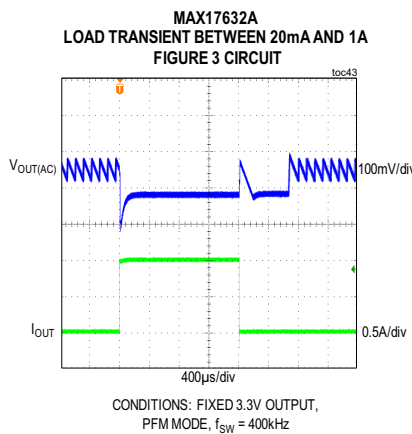 MAX17632A
LOAD TRANSIENT BETWEEN 20mA AND 1A
FIGURE 3 CIRCUIT
toc43
T
VOUT(AC)
100mV/div
IOUT
0.5A/div
400µs/div
CONDITIONS: FIXED 3.3V OUTPUT,
PFM MODE, fSW = 400kHz